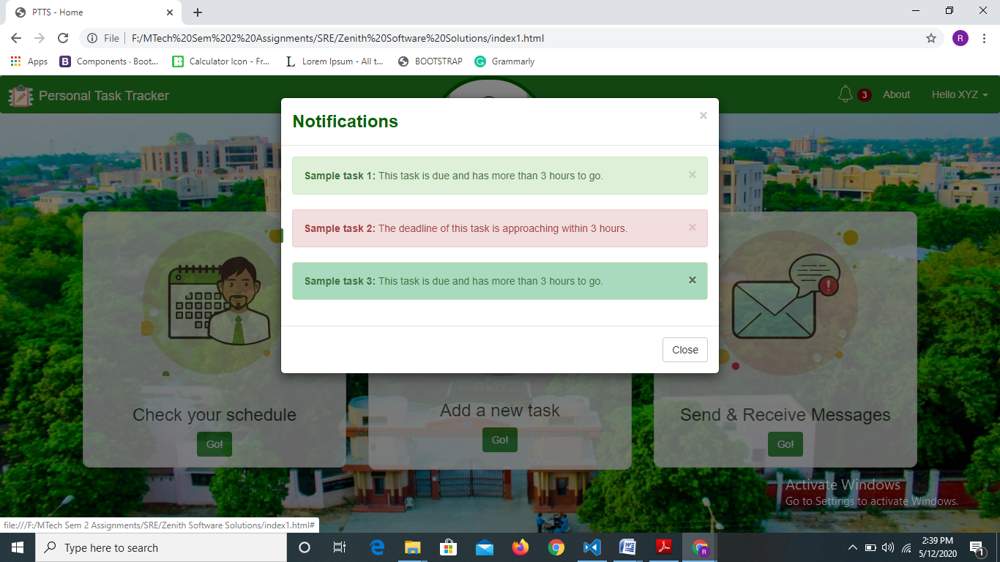 PTTS - Home
File
F:/MTech%20Sem%202%20Assignments/SRE/Zenith%20Software%20Solutions/index1.html
R
Apps
B
Components · Boot...
Calculator Icon - Fr...
L
Lorem Ipsum - All t...
BOOTSTRAP
Grammarly
Personal Task Tracker
3
About
Hello XYZ
Notifications
×
Sample task 1: This task is due and has more than 3 hours to go. ×
Sample task 2: The deadline of this task is approaching within 3 hours. ×
Sample task 3: This task is due and has more than 3 hours to go. ×
Close
Check your schedule
Go!
Add a new task
Go!
Send & Receive Messages
Go!
Activate Windows
Go to Settings to activate Windows.
file:///F:/MTech Sem 2 Assignments/SRE/Zenith Software Solutions/index1.html#
Type here to search
R
2:39 PM
5/12/2020
1